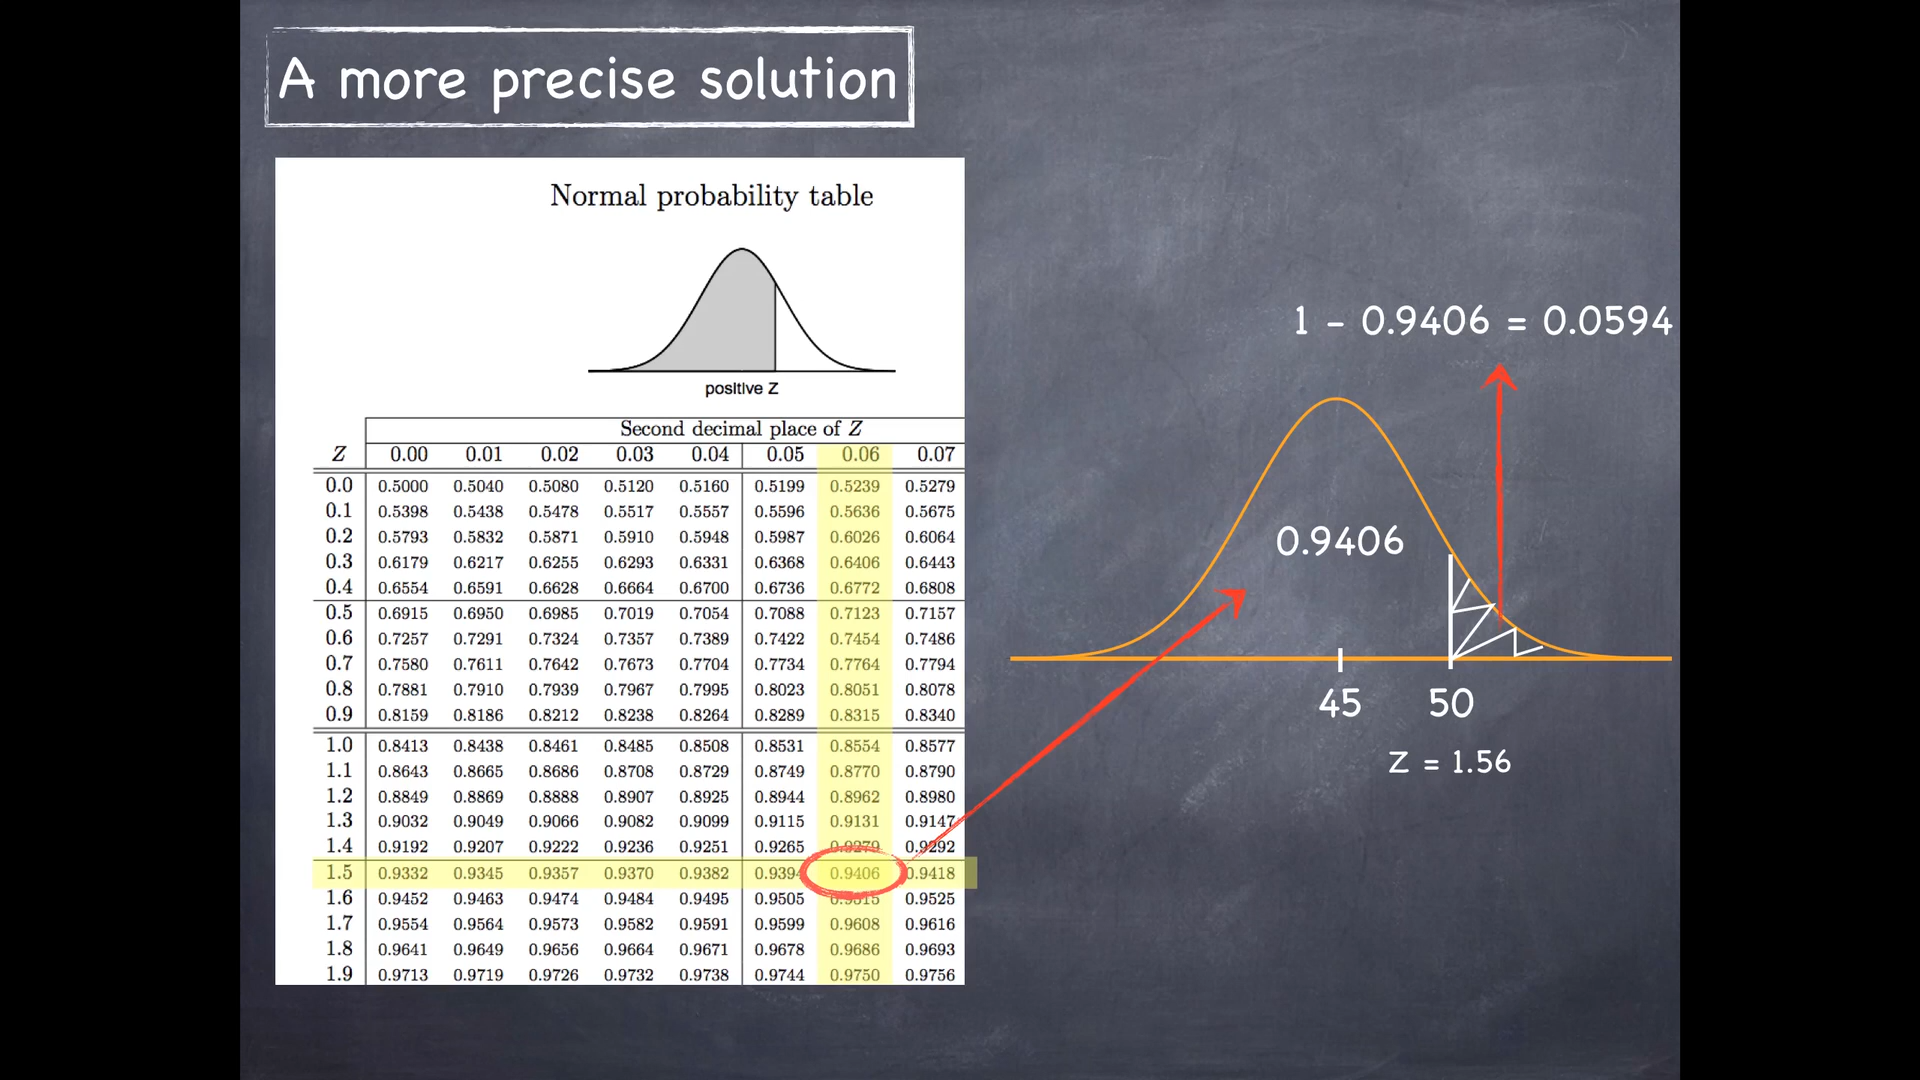 A more precise solution
Normal probability table
positive Z
Second decimal place of Z
Z 0.00 0.01 0.02 0.03 0.04 0.05 0.06 0.07
0.0 0.5000 0.5040 0.5080 0.5120 0.5160 0.5199 0.5239 0.5279
0.1 0.5398 0.5438 0.5478 0.5517 0.5557 0.5596 0.5636 0.5675
0.2 0.5793 0.5832 0.5871 0.5910 0.5948 0.5987 0.6026 0.6064
0.3 0.6179 0.6217 0.6255 0.6293 0.6331 0.6368 0.6406 0.6443
0.4 0.6554 0.6591 0.6628 0.6664 0.6700 0.6736 0.6772 0.6808
0.5 0.6915 0.6950 0.6985 0.7019 0.7054 0.7088 0.7123 0.7157
0.6 0.7257 0.7291 0.7324 0.7357 0.7389 0.7422 0.7454 0.7486
0.7 0.7580 0.7611 0.7642 0.7673 0.7704 0.7734 0.7764 0.7794
0.8 0.7881 0.7910 0.7939 0.7967 0.7995 0.8023 0.8051 0.8078
0.9 0.8159 0.8186 0.8212 0.8238 0.8264 0.8289 0.8315 0.8340
1.0 0.8413 0.8438 0.8461 0.8485 0.8508 0.8531 0.8554 0.8577
1.1 0.8643 0.8665 0.8686 0.8708 0.8729 0.8749 0.8770 0.8790
1.2 0.8849 0.8869 0.8888 0.8907 0.8925 0.8944 0.8962 0.8980
1.3 0.9032 0.9049 0.9066 0.9082 0.9099 0.9115 0.9131 0.9147
1.4 0.9192 0.9207 0.9222 0.9236 0.9251 0.9265 0.9279 0.9292
1.5 0.9332 0.9345 0.9357 0.9370 0.9382 0.9394 0.9406 0.9418
1.6 0.9452 0.9463 0.9474 0.9484 0.9495 0.9505 0.9515 0.9525
1.7 0.9554 0.9564 0.9573 0.9582 0.9591 0.9599 0.9608 0.9616
1.8 0.9641 0.9649 0.9656 0.9664 0.9671 0.9678 0.9686 0.9693
1.9 0.9713 0.9719 0.9726 0.9732 0.9738 0.9744 0.9750 0.9756
1 - 0.9406 = 0.0594
0.9406
45 50
Z = 1.56